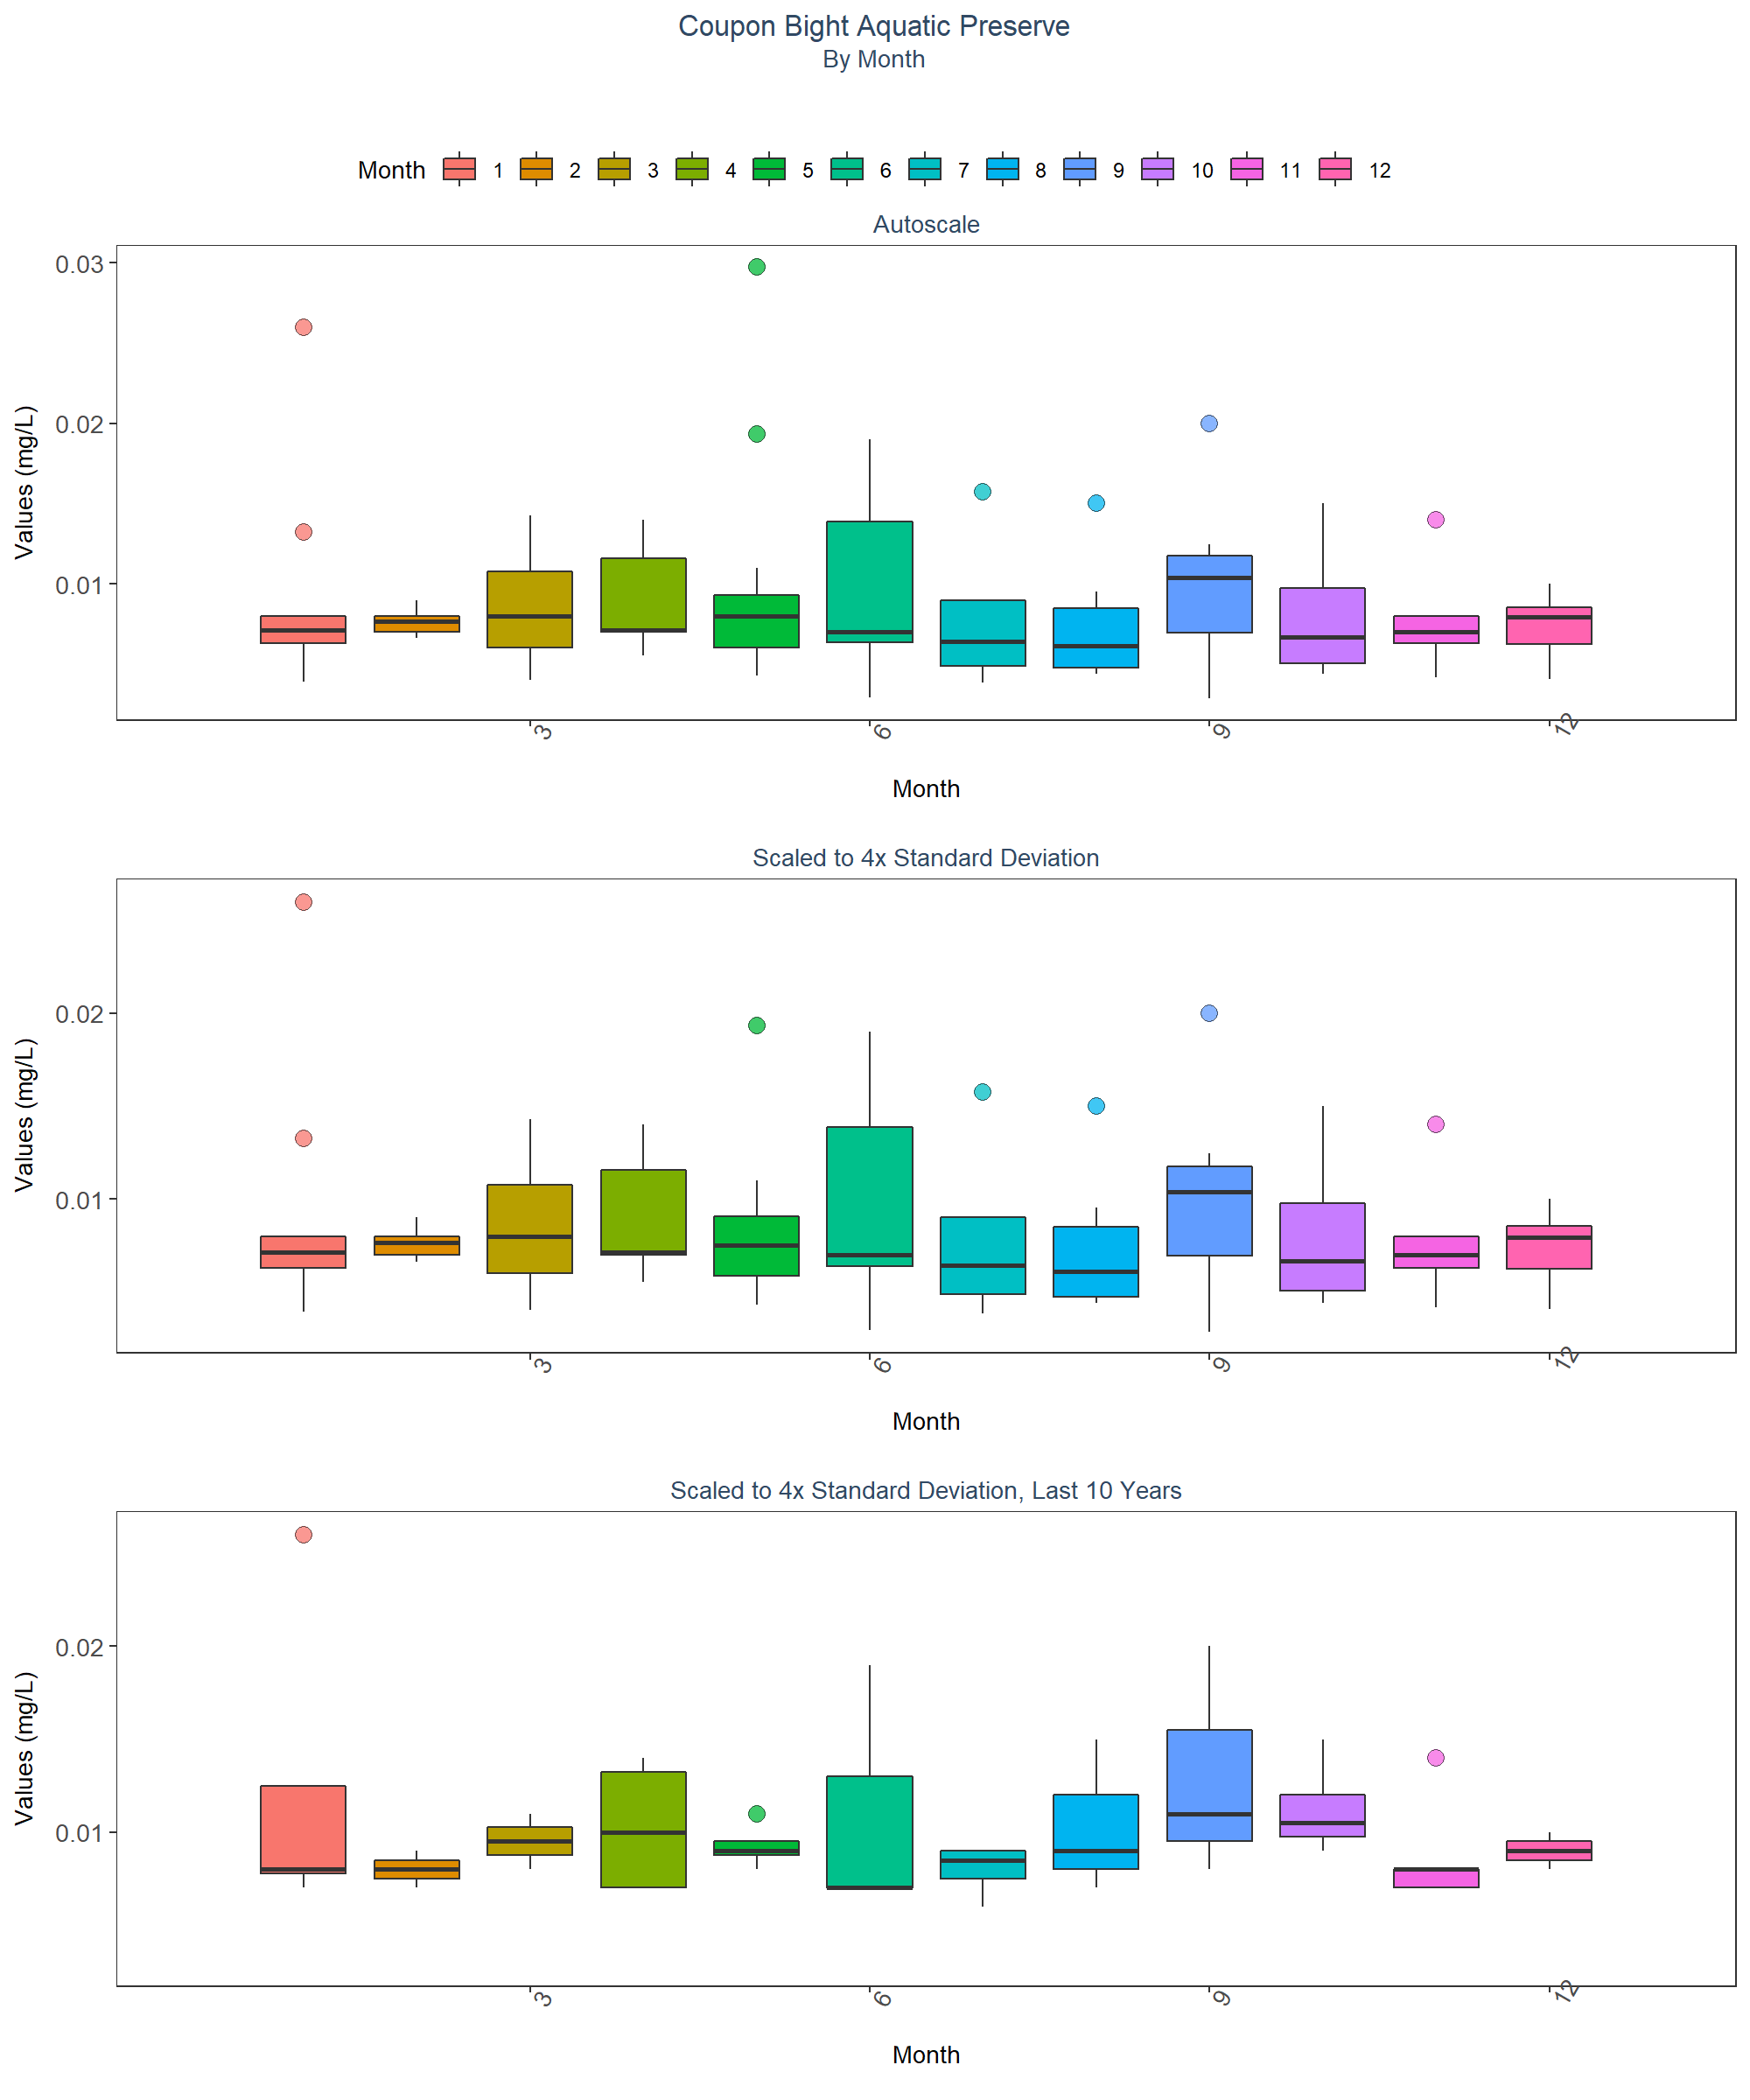 Coupon Bight Aquatic Preserve
By Month
Month 1 2 3 4 5 6 7 8 9 10 11 12
Autoscale
Values (mg/L)
0.03
0.02
0.01
3 6 9 12
Month
Scaled to 4x Standard Deviation
Values (mg/L)
0.02
0.01
3 6 9 12
Month
Scaled to 4x Standard Deviation, Last 10 Years
Values (mg/L)
0.02
0.01
3 6 9 12
Month